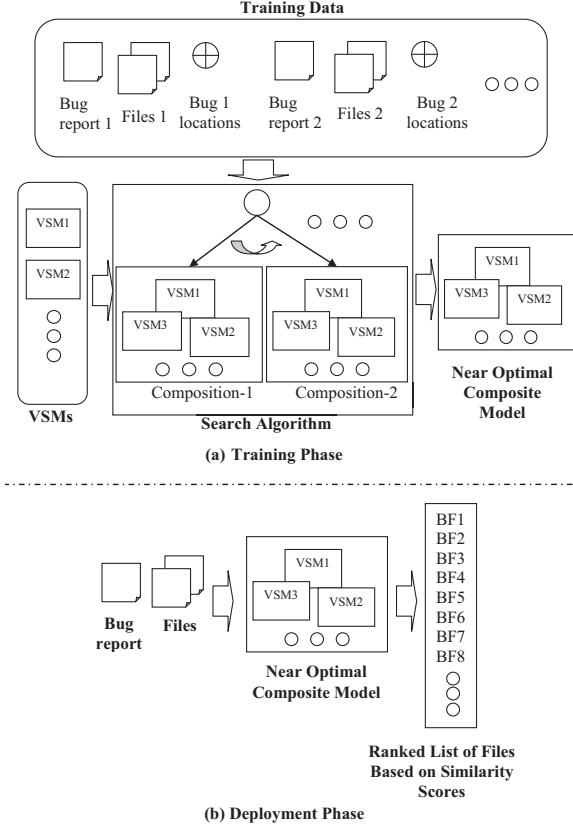 Training Data
Bug report 1
Files 1
Bug 1 locations
Bug report 2
Files 2
Bug 2 locations
VSM1
VSM2
VSMs
VSM1
VSM3
VSM2
Composition-1
VSM1
VSM3
VSM2
Composition-2
Search Algorithm
VSM1
VSM3
VSM2
Near Optimal
Composite
Model
(a) Training Phase
Bug
report
Files
VSM1
VSM3
VSM2
Near Optimal
Composite Model
BF1
BF2
BF3
BF4
BF5
BF6
BF7
BF8
Ranked List of Files
Based on Similarity
Scores
(b) Deployment Phase